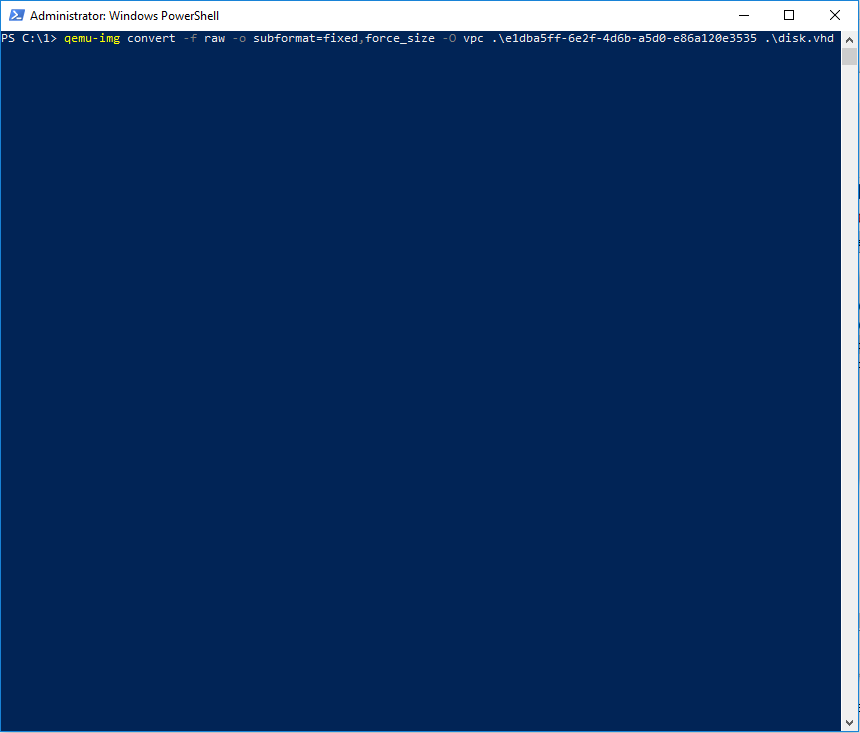 Administrator: Windows PowerShell
PS C:\1> qemu-img convert -f raw -o subformat=fixed,force_size -O vpc .\e1dba5ff-6e2f-4d6b-a5d0-e86a120e3535 .\disk.vhd